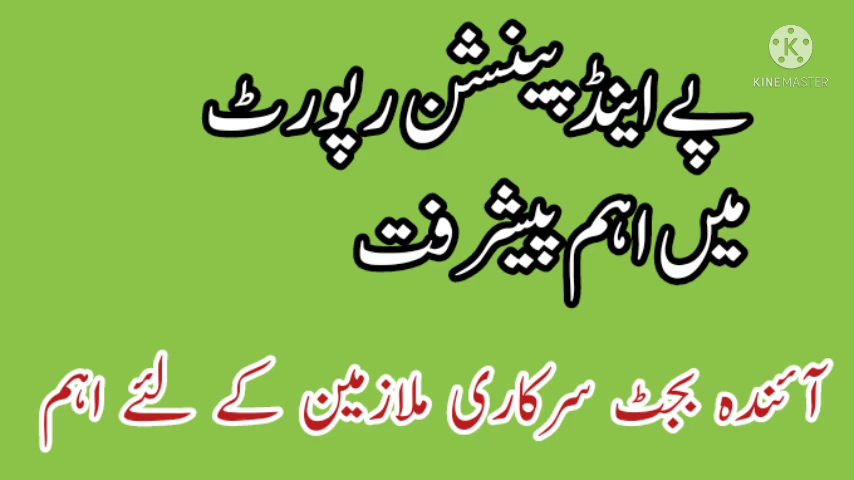 KINEMASTER
پے اینڈ پینشن رپورٹ
میں اہم پیشرفت
آئندہ بجٹ سرکاری ملازمین کے لئے اہم